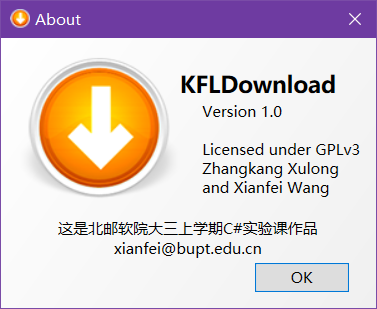 About
KFLDownload
Version 1.0
Licensed under GPLv3
Zhangkang Xulong
and Xianfei Wang
这是北邮软院大三上学期C#实验课作品
xianfei@bupt.edu.cn
OK